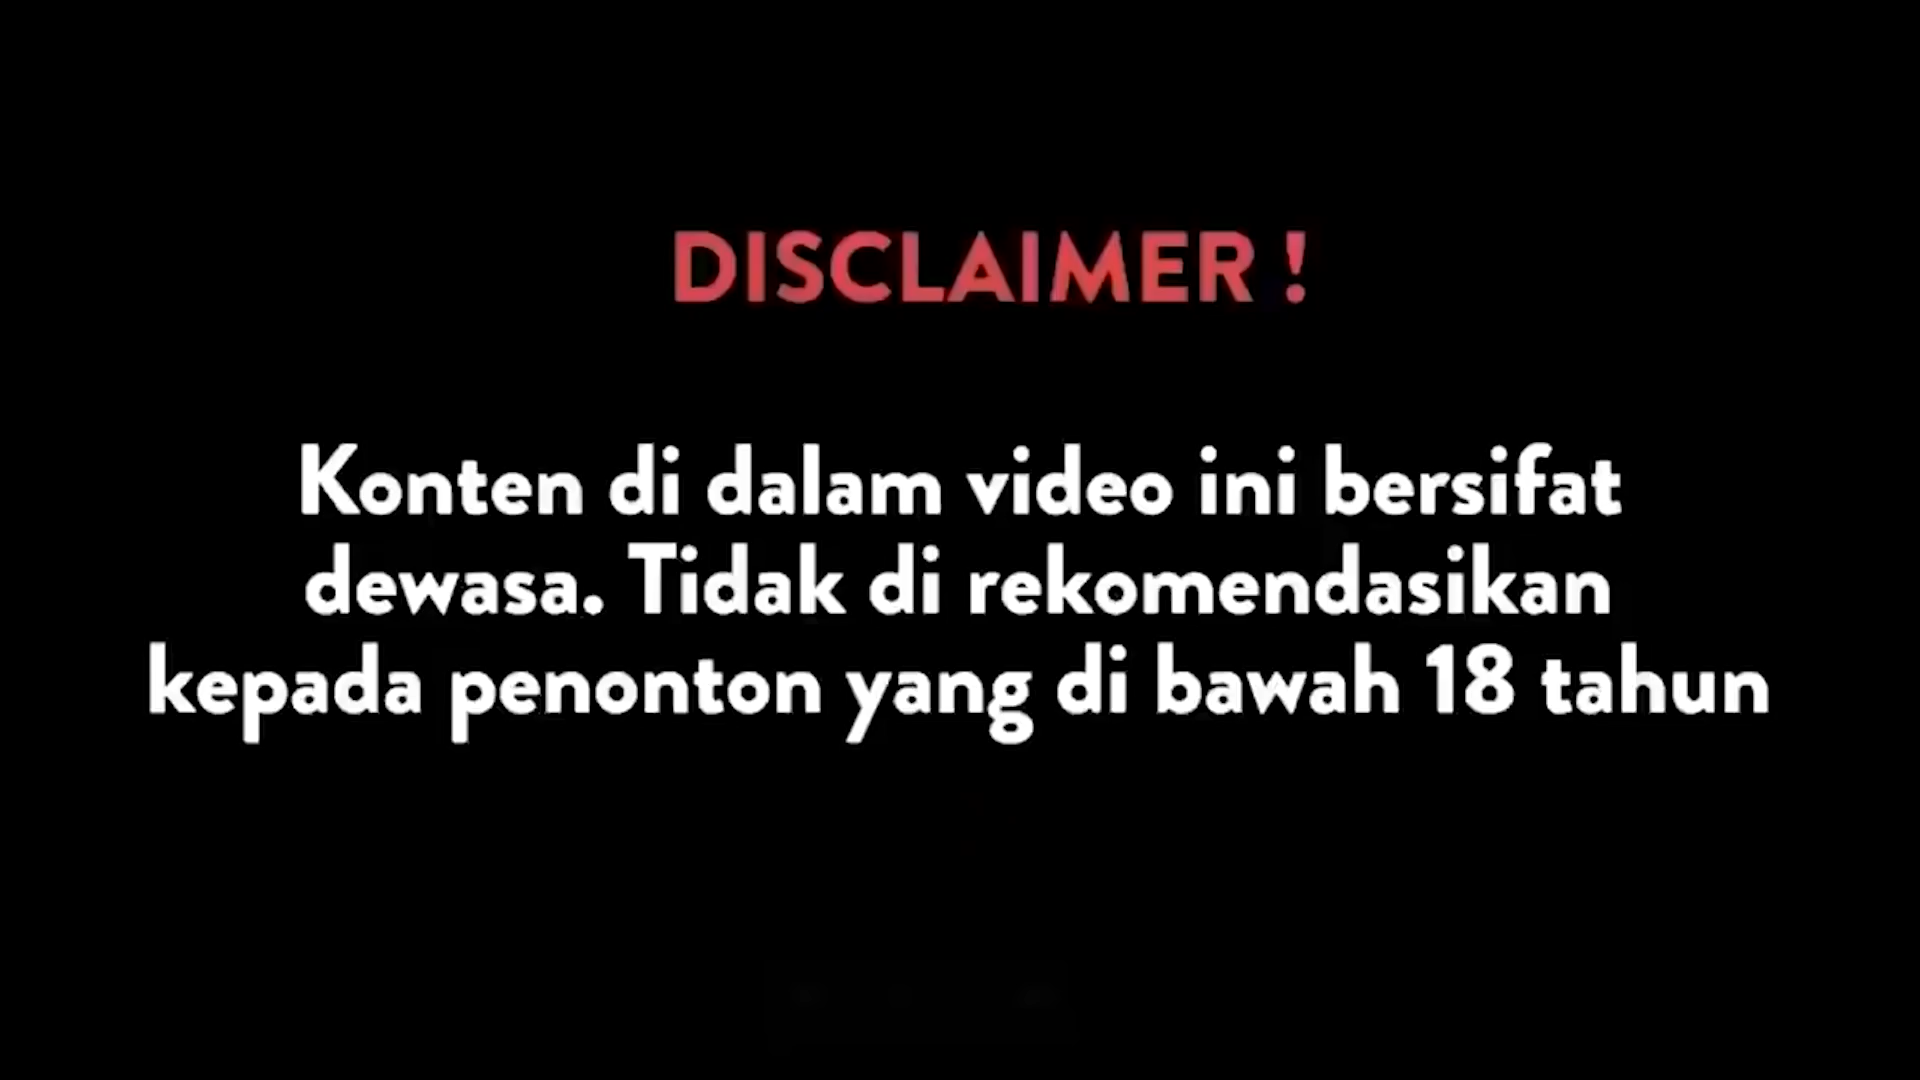 DISCLAIMER !
Konten di dalam video ini bersifat
dewasa. Tidak di rekomendasikan
kepada penonton yang di bawah 18 tahun